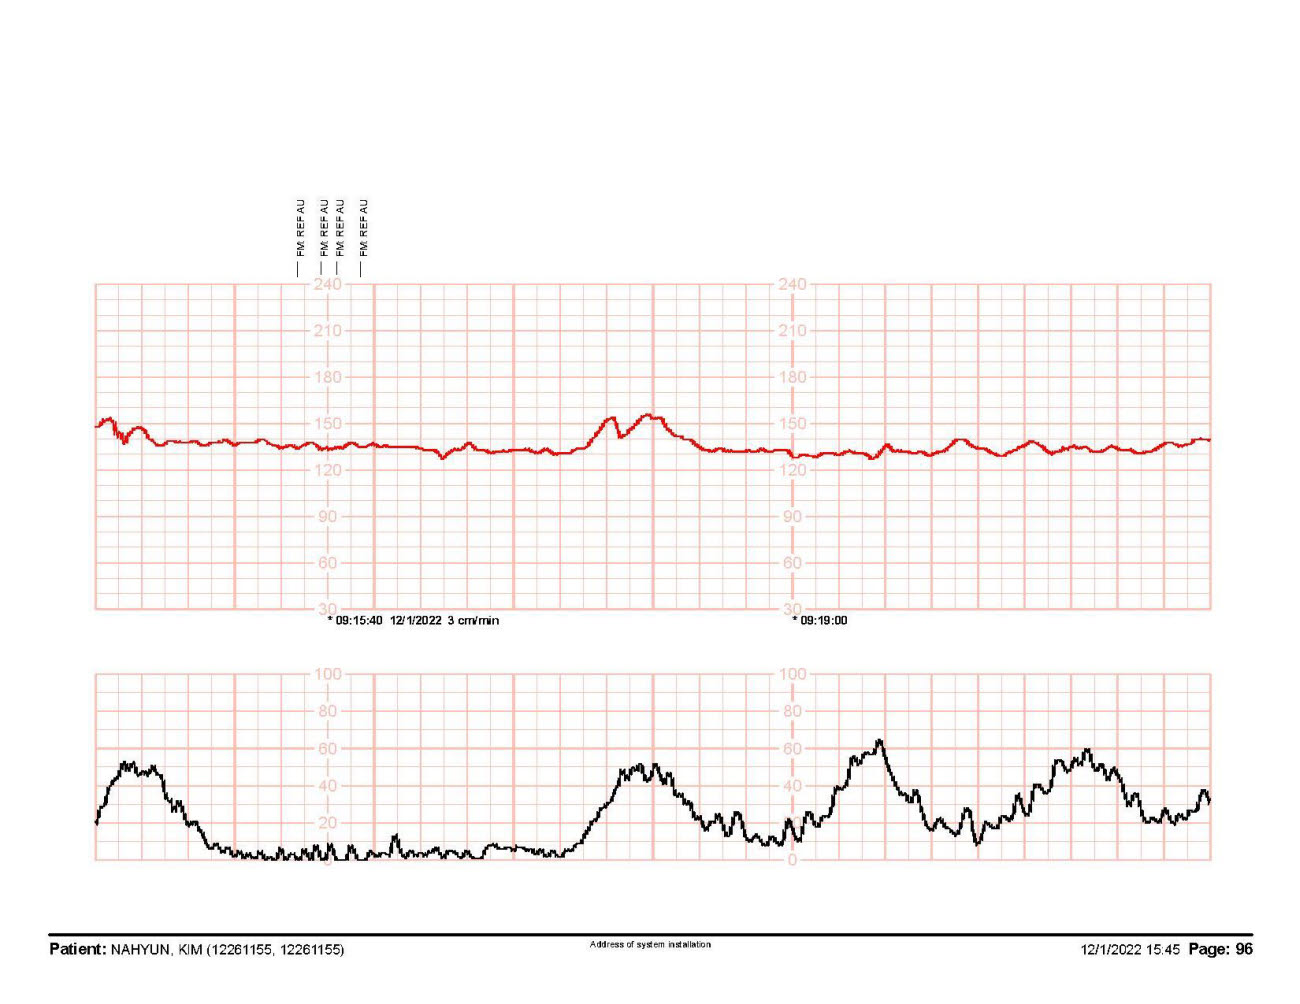 FM: REF AU
FM: REF AU
FM: REF AU
FM: REF AU
240 240
210 210
180 180
150 150
120 120
90 90
60 60
30 30
* 09:15:40 12/1/2022 3 cm/min * 09:19:00
100 100
80 80
60 60
40 40
20 20
0 0
Patient: NAHYUN, KIM (12261155, 12261155) Address of system installation 12/1/2022 15:45 Page: 96